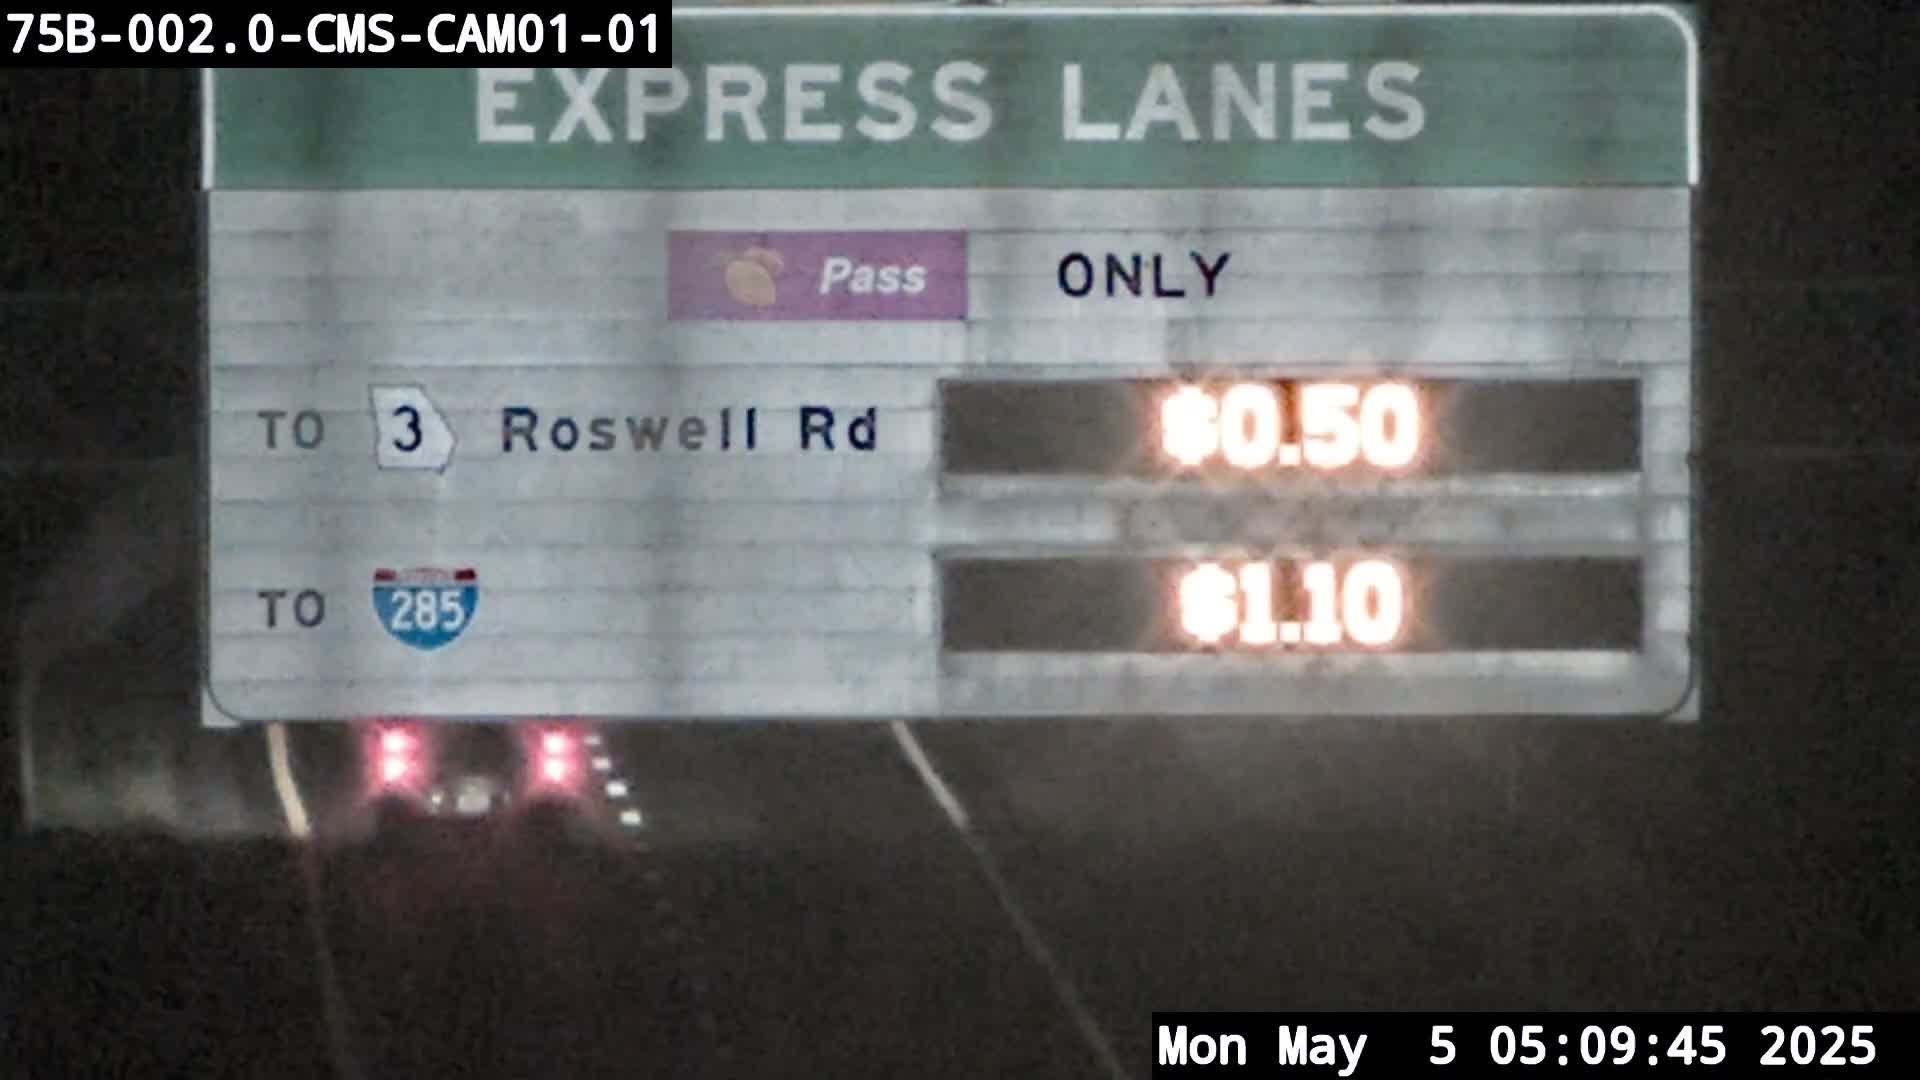 75B-002.0-CMS-CAM01-01
EXPRESS LANES
Pass ONLY
TO 3 Roswell Rd $0.50
TO 285 $1.10
Mon May 5 05:09:45 2025